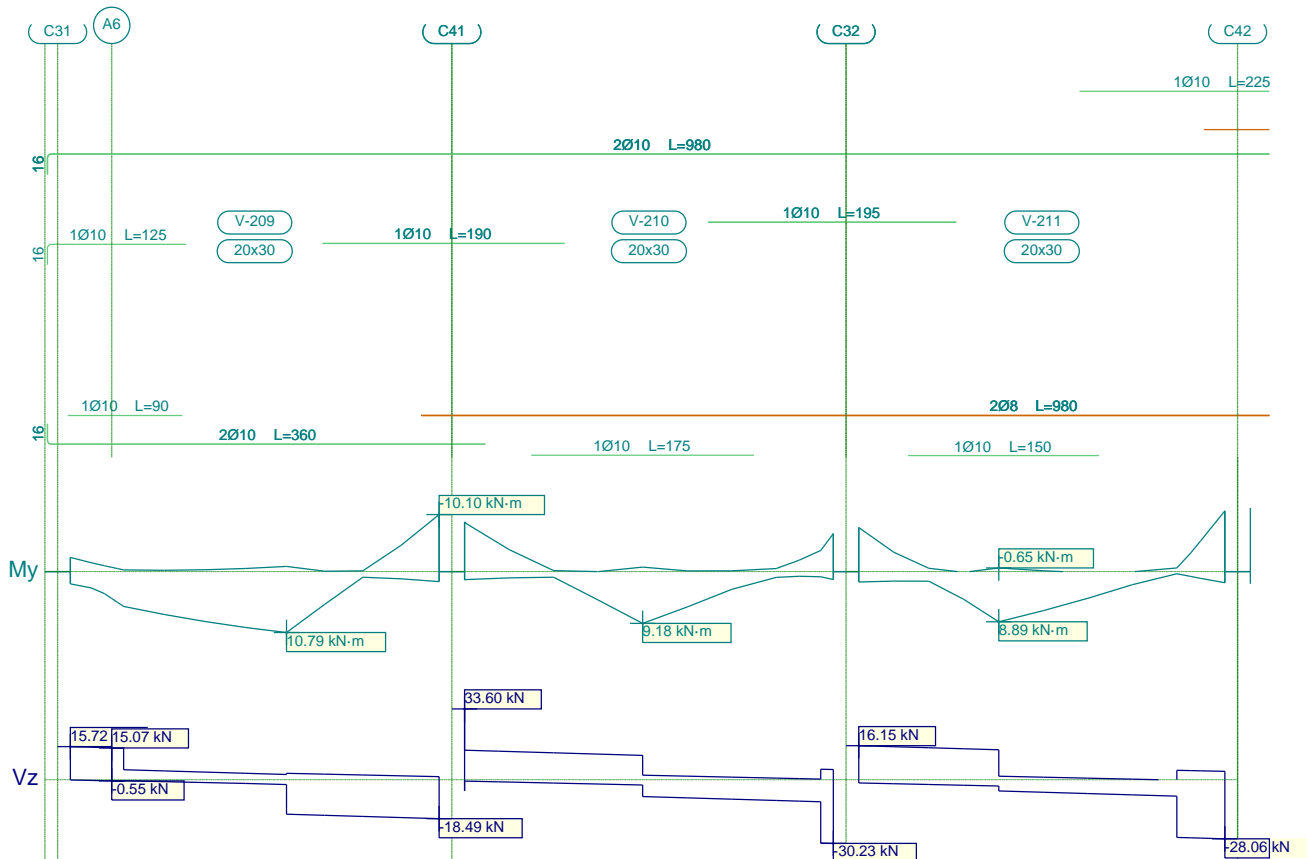 C31 A6 C41 C32 C42
1Ø10 L=225
2Ø10 L=980
16
V-209 V-210 1Ø10 L=195 V-211
1Ø10 L=125 1Ø10 L=190
16 20x30 20x30 20x30
1Ø10 L=90 2Ø8 L=980
16 2Ø10 L=360
1Ø10 L=175 1Ø10 L=150
-10.10 kN·m
My -0.65 kN·m
10.79 kN·m 9.18 kN·m 8.89 kN·m
33.60 kN
15.72 15.07 kN 16.15 kN
Vz
-0.55 kN
-18.49 kN
-30.23 kN -28.06 kN